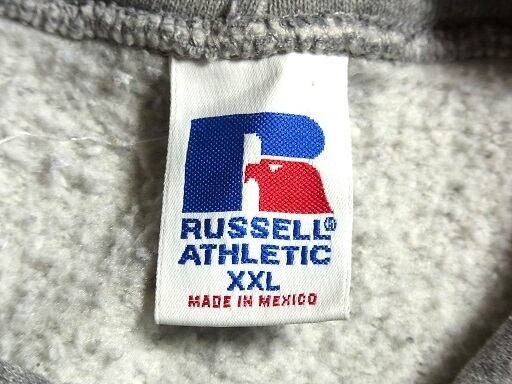 RUSSELL®
ATHLETIC
XXL
MADE IN MEXICO